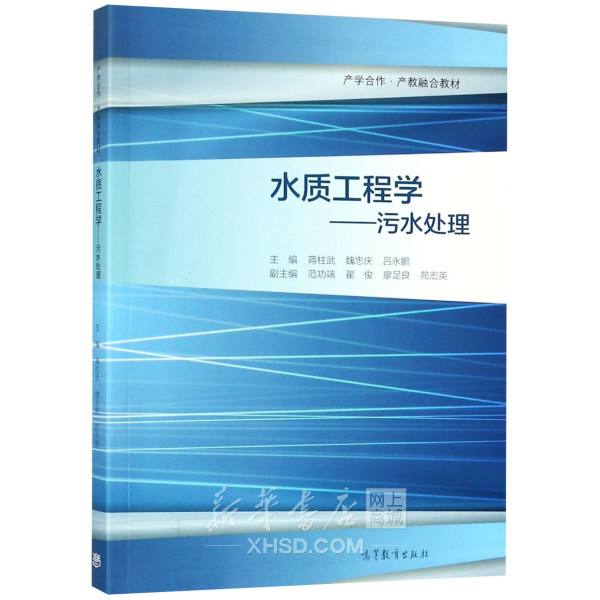 产学合作·产教融合教材
水质工程学
——污水处理
主 编 蒋柱武 魏忠庆 吕永鹏
副主编 范功端 翟 俊 廖足良 苑宏英
高等教育出版社
水质工程学——污水处理
新华书店
网上商城
XHSD.COM